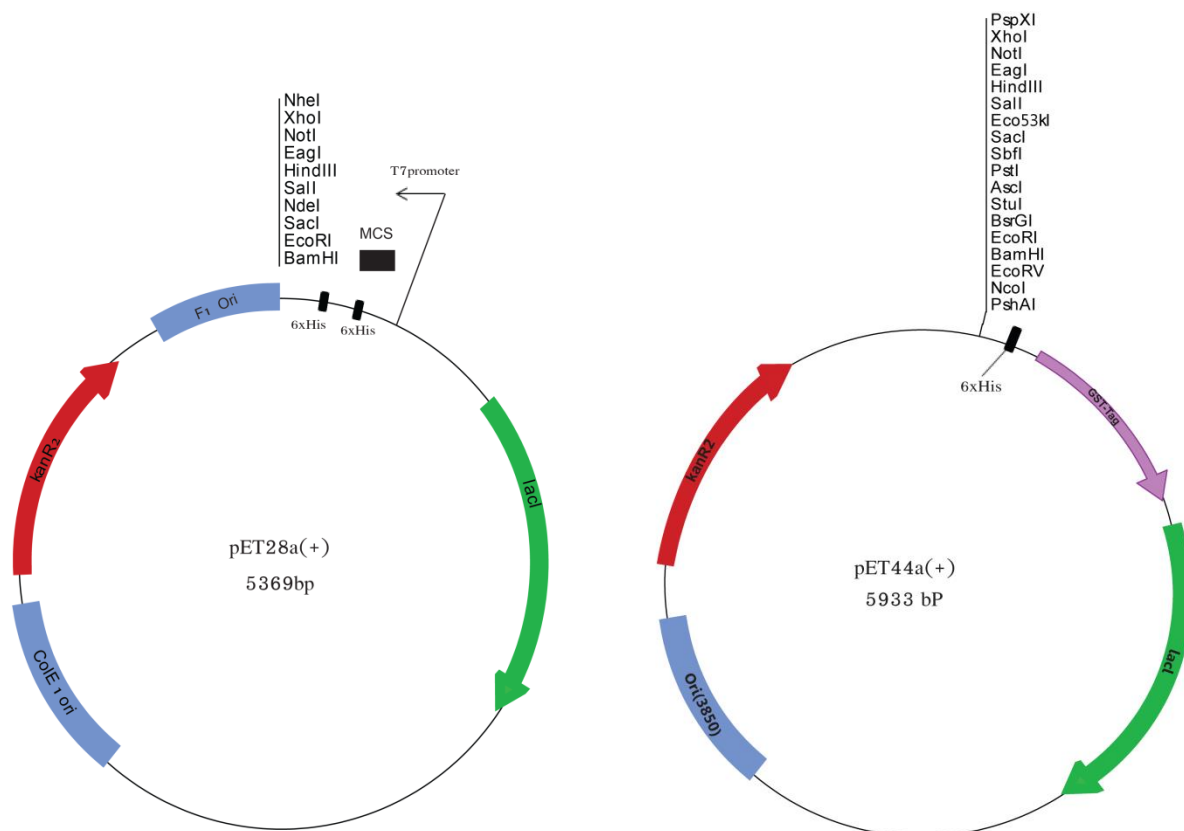 NheI
XhoI
NotI
EagI
HindIII
SalI
NdeI
SacI
EcoRI
BamHI
T7promoter
MCS
F1 Ori
6xHis
6xHis
kanR2
lacI
pET28a(+)
5369bp
ColE 1 ori
PspXI
XhoI
NotI
EagI
HindIII
SalI
Eco53kI
SacI
SbfI
PstI
AscI
StuI
BsrGI
EcoRI
BamHI
EcoRV
NcoI
PshAI
6xHis
GST-Tag
kanR2
pET44a(+)
5933 bP
Ori(3850)
lacI